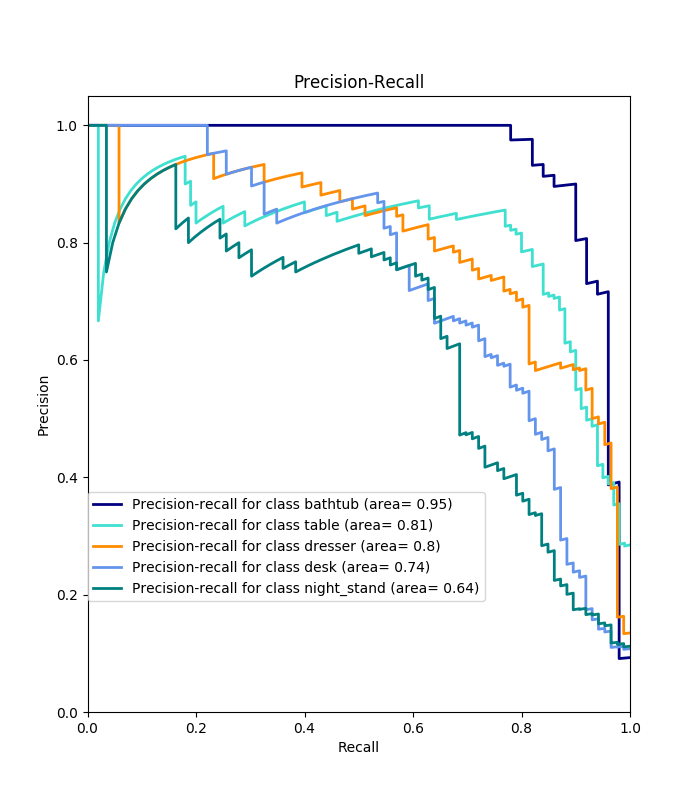 Precision-Recall
1.0
0.8
0.6
0.4
0.2
0.0
Precision
Precision-recall for class bathtub (area= 0.95)
Precision-recall for class table (area= 0.81)
Precision-recall for class dresser (area= 0.8)
Precision-recall for class desk (area= 0.74)
Precision-recall for class night_stand (area= 0.64)
0.0 0.2 0.4 0.6 0.8 1.0
Recall